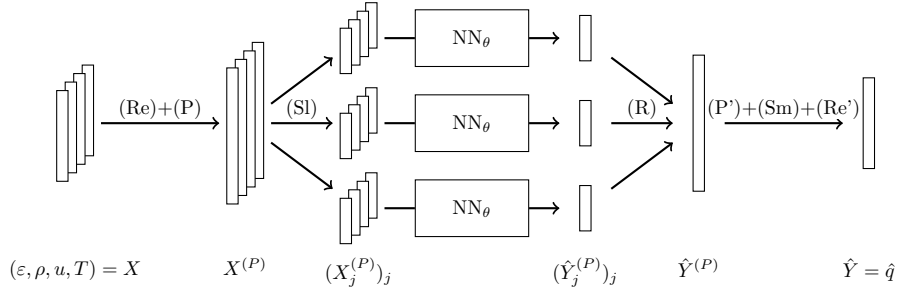 NN_θ
(Re)+(P) (Sl) NN_θ (R) (P')+(Sm)+(Re')
NN_θ
(ε, ρ, u, T) = X X^{(P)} (X_j^{(P)})_j (Ŷ_j^{(P)})_j Ŷ^{(P)} Ŷ = q̂